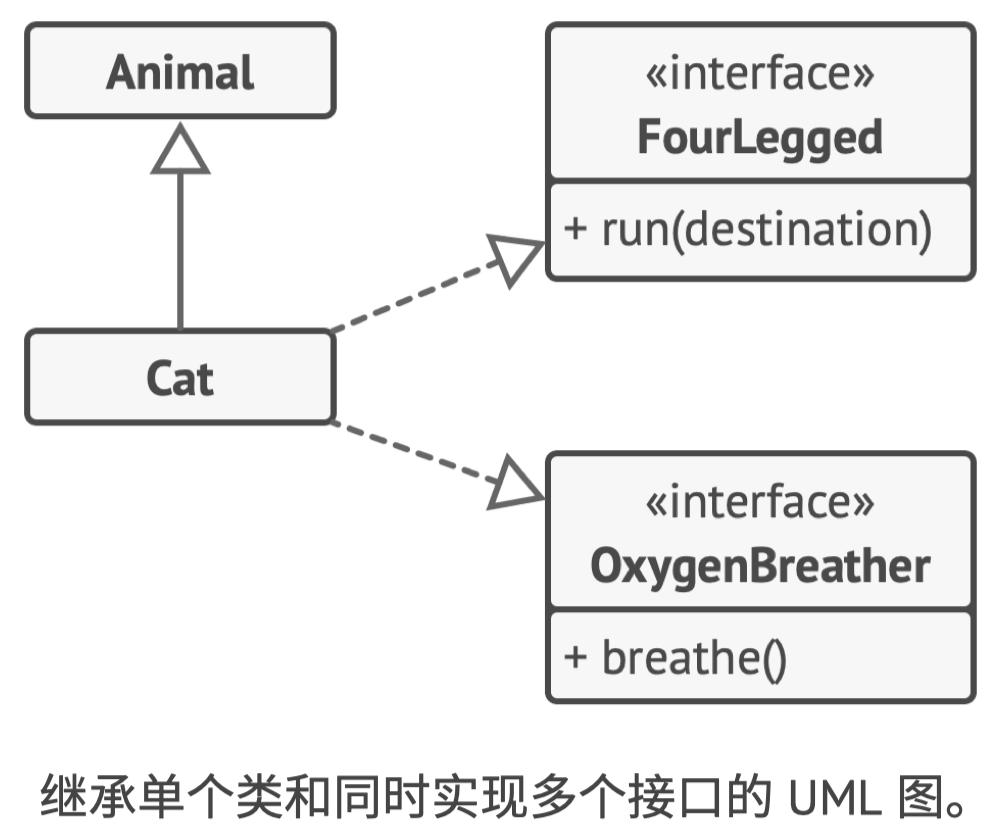 Animal
«interface»
FourLegged
+ run(destination)
Cat
«interface»
OxygenBreather
+ breathe()
继承单个类和同时实现多个接口的 UML 图。